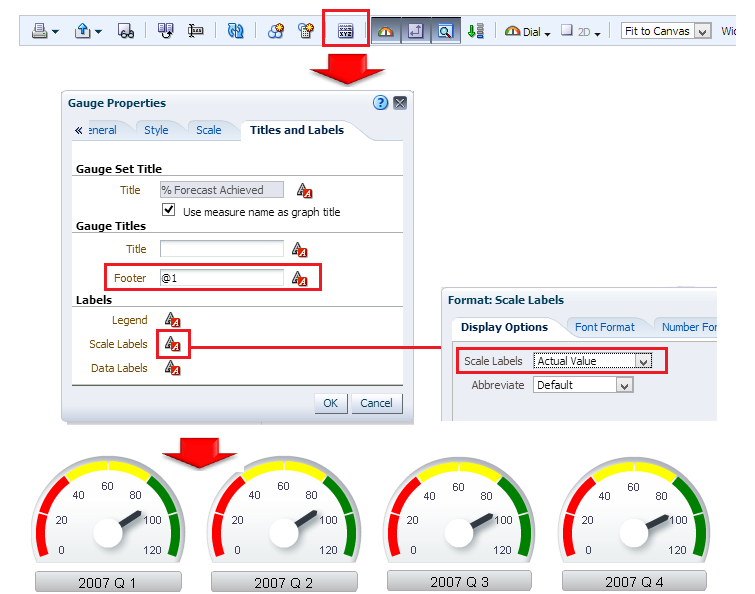 XYZ
Dial
2D
Fit to Canvas
Wid
Gauge Properties
?
« eneral Style Scale Titles and Labels
Gauge Set Title
Title % Forecast Achieved
Use measure name as graph title
Gauge Titles
Title
Footer @1
Labels
Legend
Scale Labels
Data Labels
OK Cancel
Format: Scale Labels
Display Options Font Format Number For
Scale Labels Actual Value
Abbreviate Default
0 20 40 60 80 100 120
0 20 40 60 80 100 120
0 20 40 60 80 100 120
0 20 40 60 80 100 120
2007 Q 1 2007 Q 2 2007 Q 3 2007 Q 4